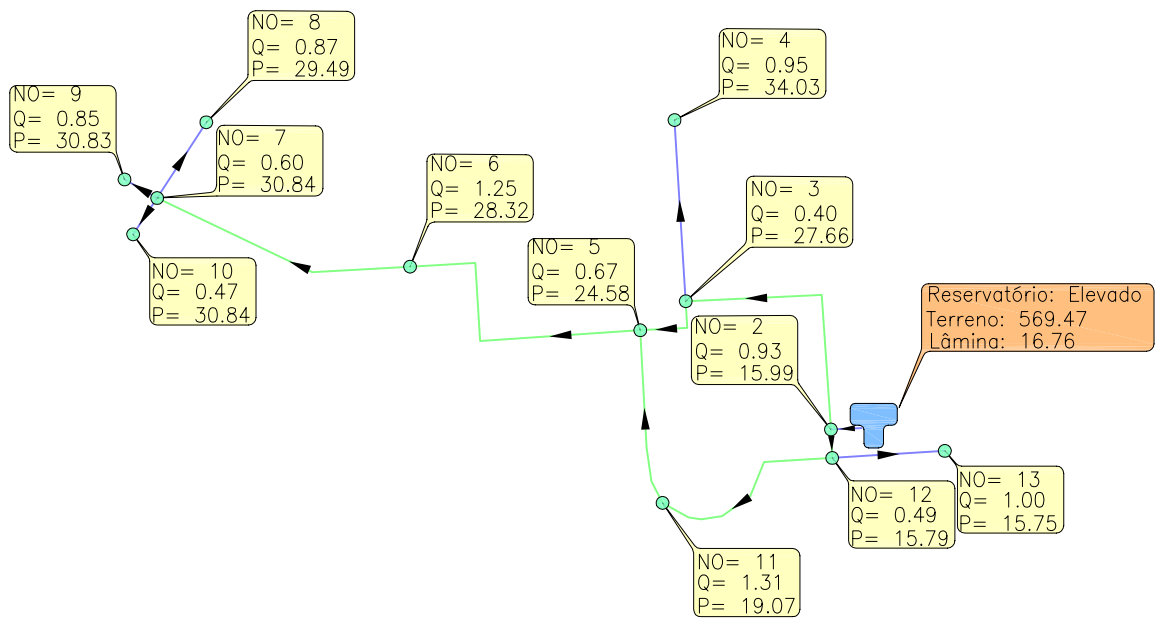 NO= 8
Q= 0.87
P= 29.49
NO= 4
Q= 0.95
P= 34.03
NO= 9
Q= 0.85
P= 30.83
NO= 7
Q= 0.60
P= 30.84
NO= 6
Q= 1.25
P= 28.32
NO= 3
Q= 0.40
P= 27.66
NO= 5
Q= 0.67
P= 24.58
NO= 10
Q= 0.47
P= 30.84
Reservatório: Elevado
Terreno: 569.47
Lâmina: 16.76
NO= 2
Q= 0.93
P= 15.99
NO= 13
Q= 1.00
P= 15.75
NO= 12
Q= 0.49
P= 15.79
NO= 11
Q= 1.31
P= 19.07